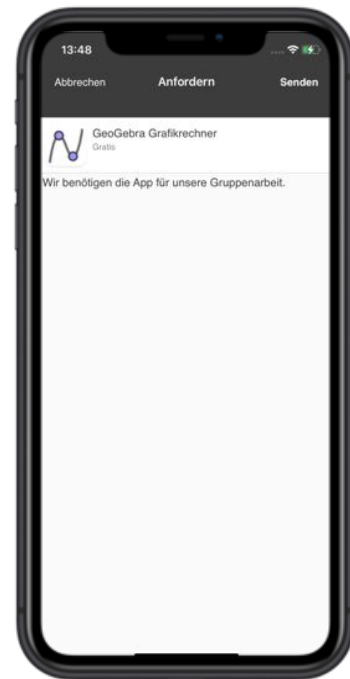 13:48
Abbrechen Anfordern Senden
GeoGebra Grafikrechner
Gratis
Wir benötigen die App für unsere Gruppenarbeit.